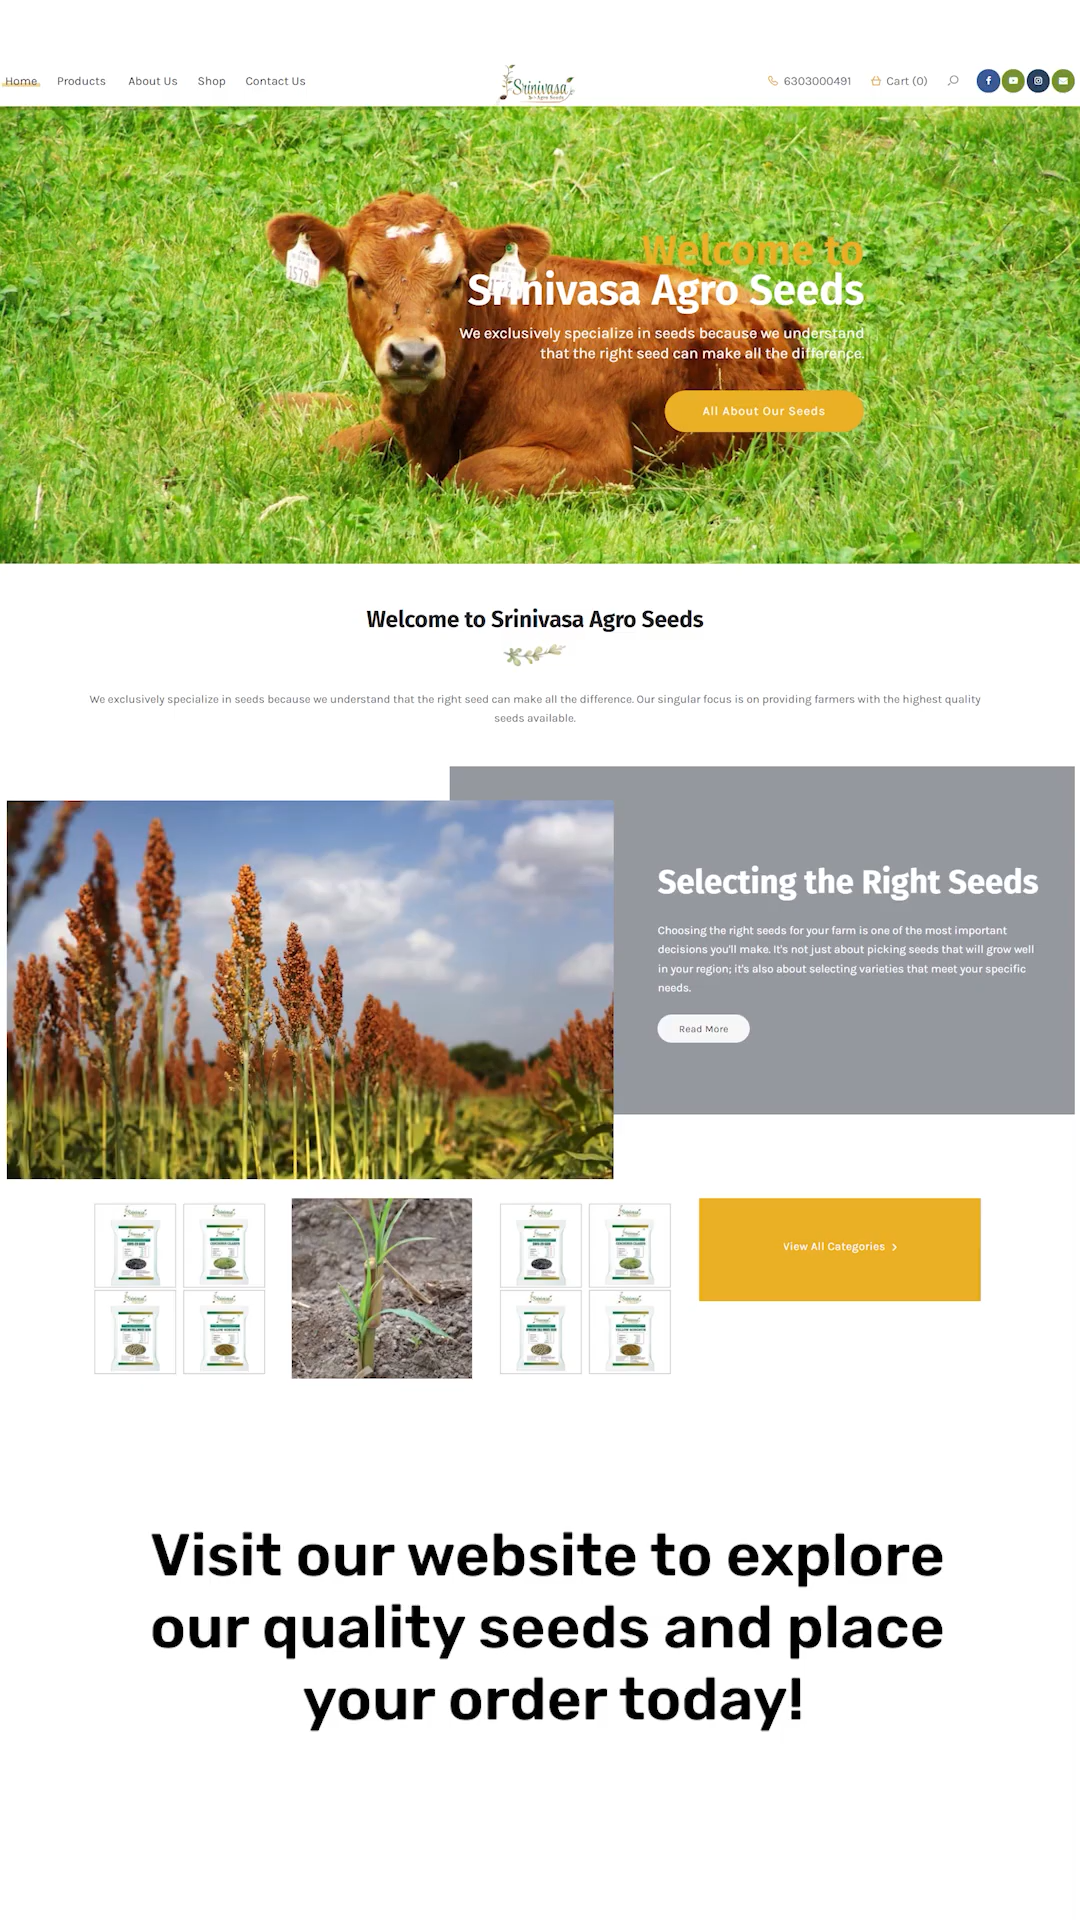 Home Products About Us Shop Contact Us
Srinivasa
Agro Seeds
6303000491 Cart (0)
1579
Welcome to
Srinivasa Agro Seeds
We exclusively specialize in seeds because we understand
that the right seed can make all the difference.
All About Our Seeds
Welcome to Srinivasa Agro Seeds
We exclusively specialize in seeds because we understand that the right seed can make all the difference. Our singular focus is on providing farmers with the highest quality
seeds available.
Selecting the Right Seeds
Choosing the right seeds for your farm is one of the most important
decisions you'll make. It's not just about picking seeds that will grow well
in your region; it's also about selecting varieties that meet your specific
needs.
Read More
View All Categories
Visit our website to explore
our quality seeds and place
your order today!